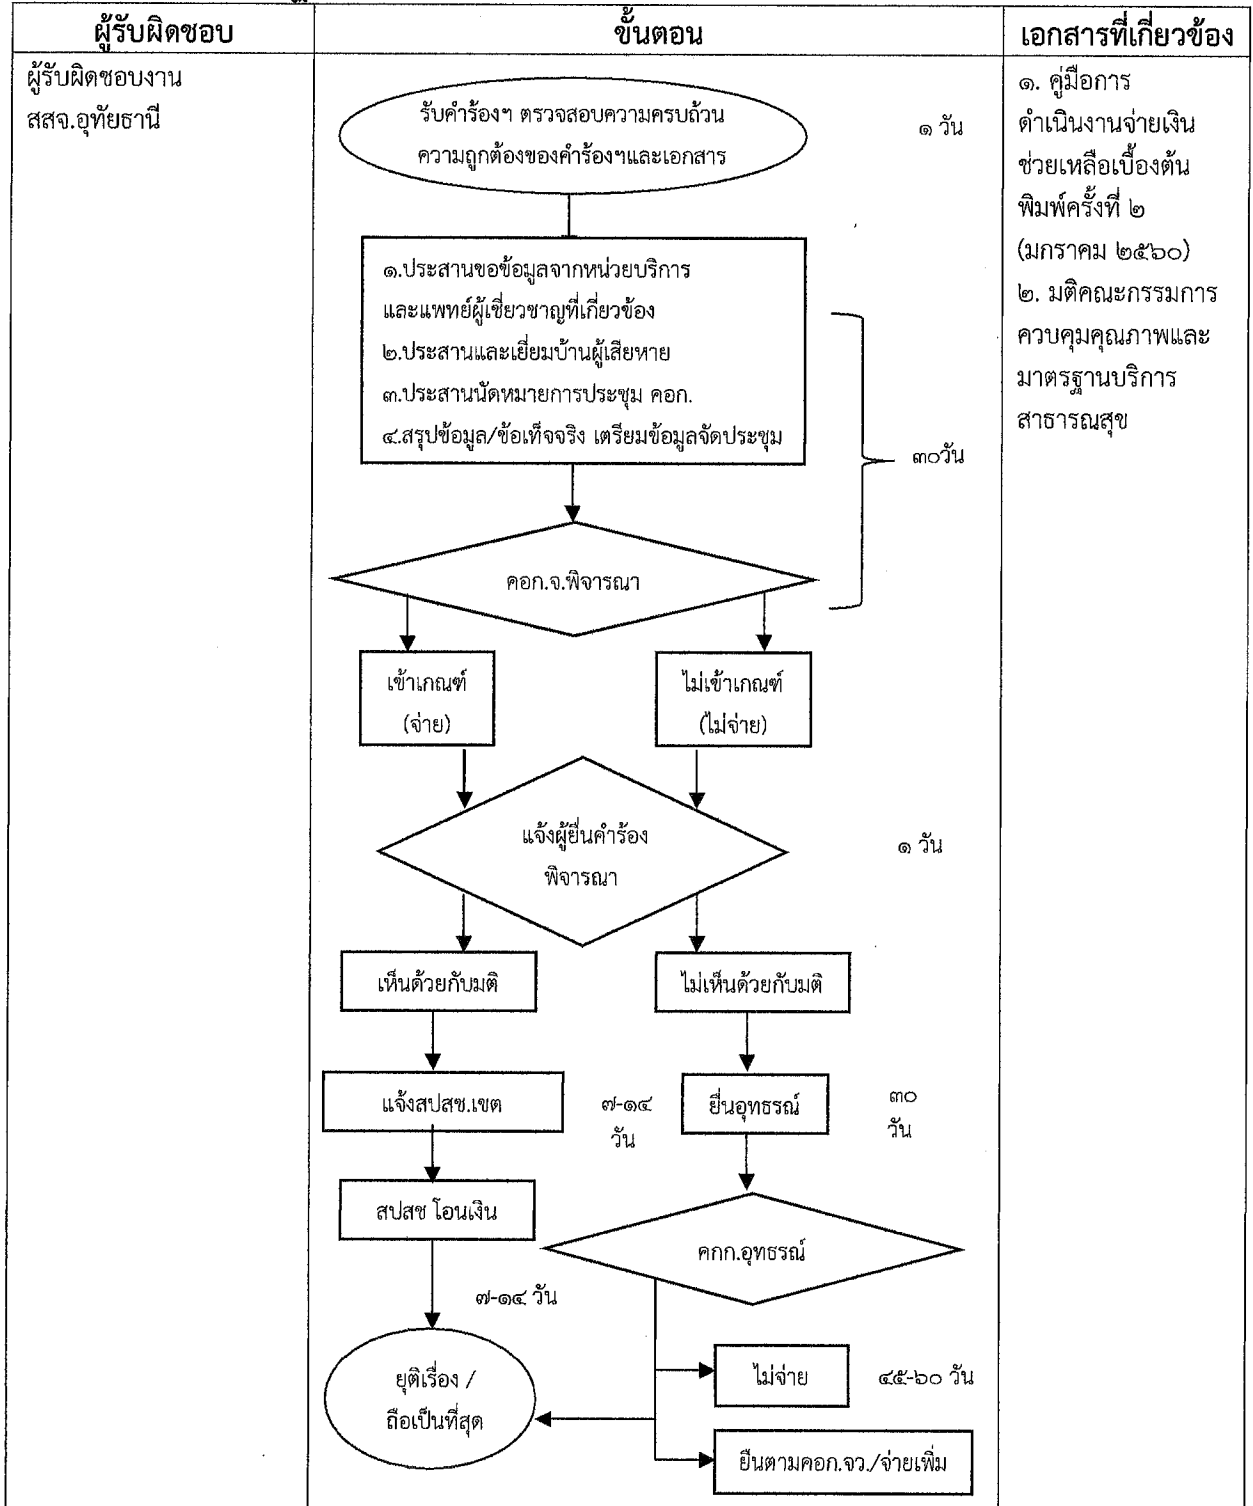 ผู้รับผิดชอบ
ขั้นตอน
เอกสารที่เกี่ยวข้อง
ผู้รับผิดชอบงาน
สสจ.อุทัยธานี
รับคำร้องฯ ตรวจสอบความครบถ้วน
ความถูกต้องของคำร้องฯและเอกสาร
๑ วัน
๑.ประสานขอข้อมูลจากหน่วยบริการ
และแพทย์ผู้เชี่ยวชาญที่เกี่ยวข้อง
๒.ประสานและเยี่ยมบ้านผู้เสียหาย
๓.ประสานนัดหมายการประชุม คอก.
๔.สรุปข้อมูล/ข้อเท็จจริง เตรียมข้อมูลจัดประชุม
๓๐วัน
คอก.จ.พิจารณา
เข้าเกณฑ์
(จ่าย)
ไม่เข้าเกณฑ์
(ไม่จ่าย)
แจ้งผู้ยื่นคำร้อง
พิจารณา
๑ วัน
เห็นด้วยกับมติ
ไม่เห็นด้วยกับมติ
แจ้งสปสช.เขต
๗-๑๔
วัน
ยื่นอุทธรณ์
๓๐
วัน
สปสช โอนเงิน
คกก.อุทธรณ์
๗-๑๔ วัน
ยุติเรื่อง /
ถือเป็นที่สุด
ไม่จ่าย
๔๕-๖๐ วัน
ยืนตามคอก.จว./จ่ายเพิ่ม
๑. คู่มือการ
ดำเนินงานจ่ายเงิน
ช่วยเหลือเบื้องต้น
พิมพ์ครั้งที่ ๒
(มกราคม ๒๕๖๐)
๒. มติคณะกรรมการ
ควบคุมคุณภาพและ
มาตรฐานบริการ
สาธารณสุข